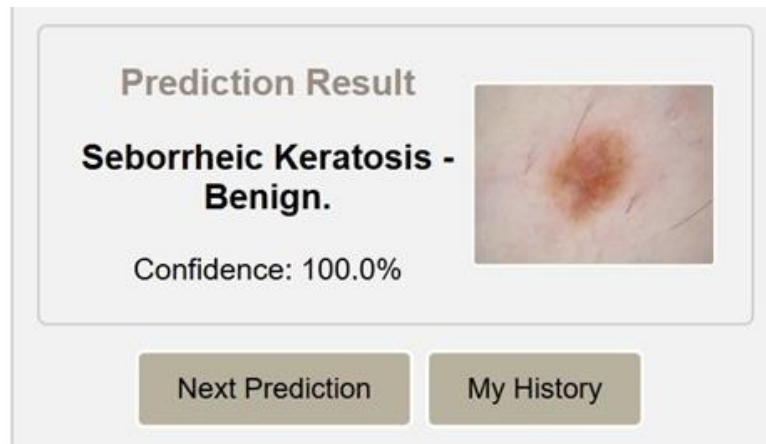 Prediction Result
Seborrheic Keratosis -
Benign.
Confidence: 100.0%
Next Prediction
My History